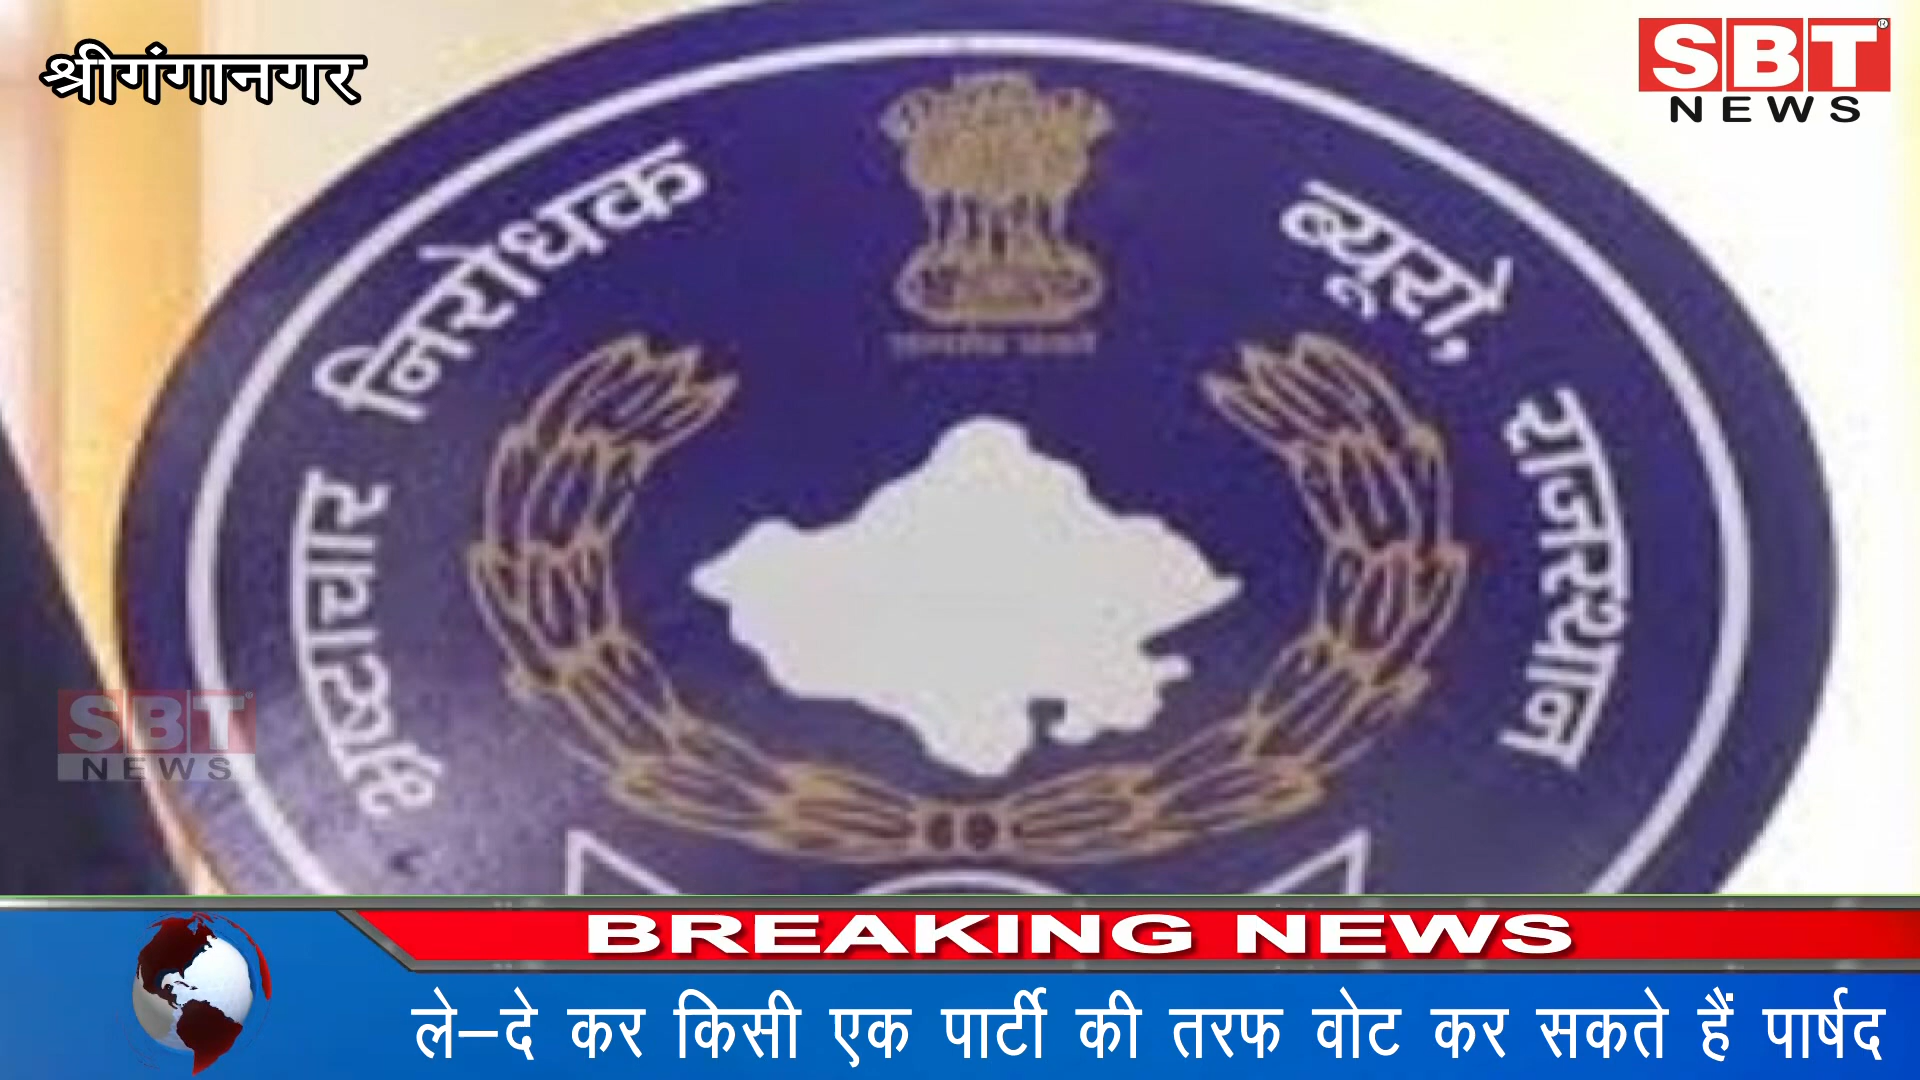 श्रीगंगानगर
SBT
NEWS
भ्रष्टाचार निरोधक ब्यूरो, राजस्थान
SBT
NEWS
BREAKING NEWS
ले–दे कर किसी एक पार्टी की तरफ वोट कर सकते हैं पार्षद